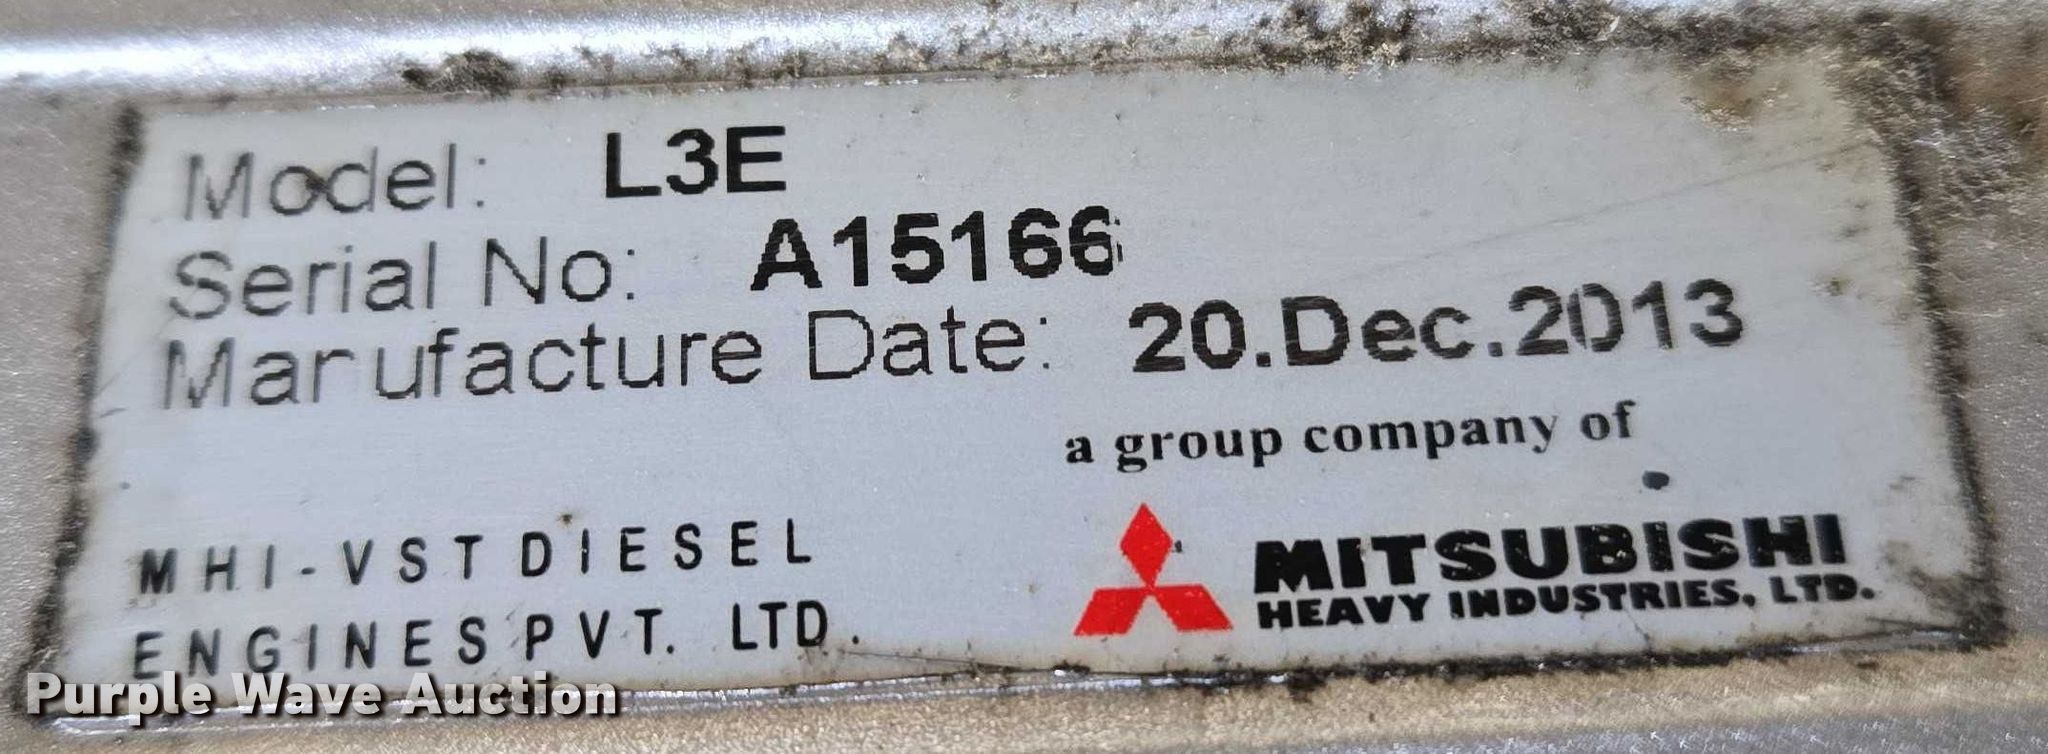 Model: L3E
Serial No: A15166
Manufacture Date: 20.Dec.2013
a group company of
MHI-VST DIESEL
ENGINES PVT. LTD.
MITSUBISHI
HEAVY INDUSTRIES, LTD.
Purple Wave Auction